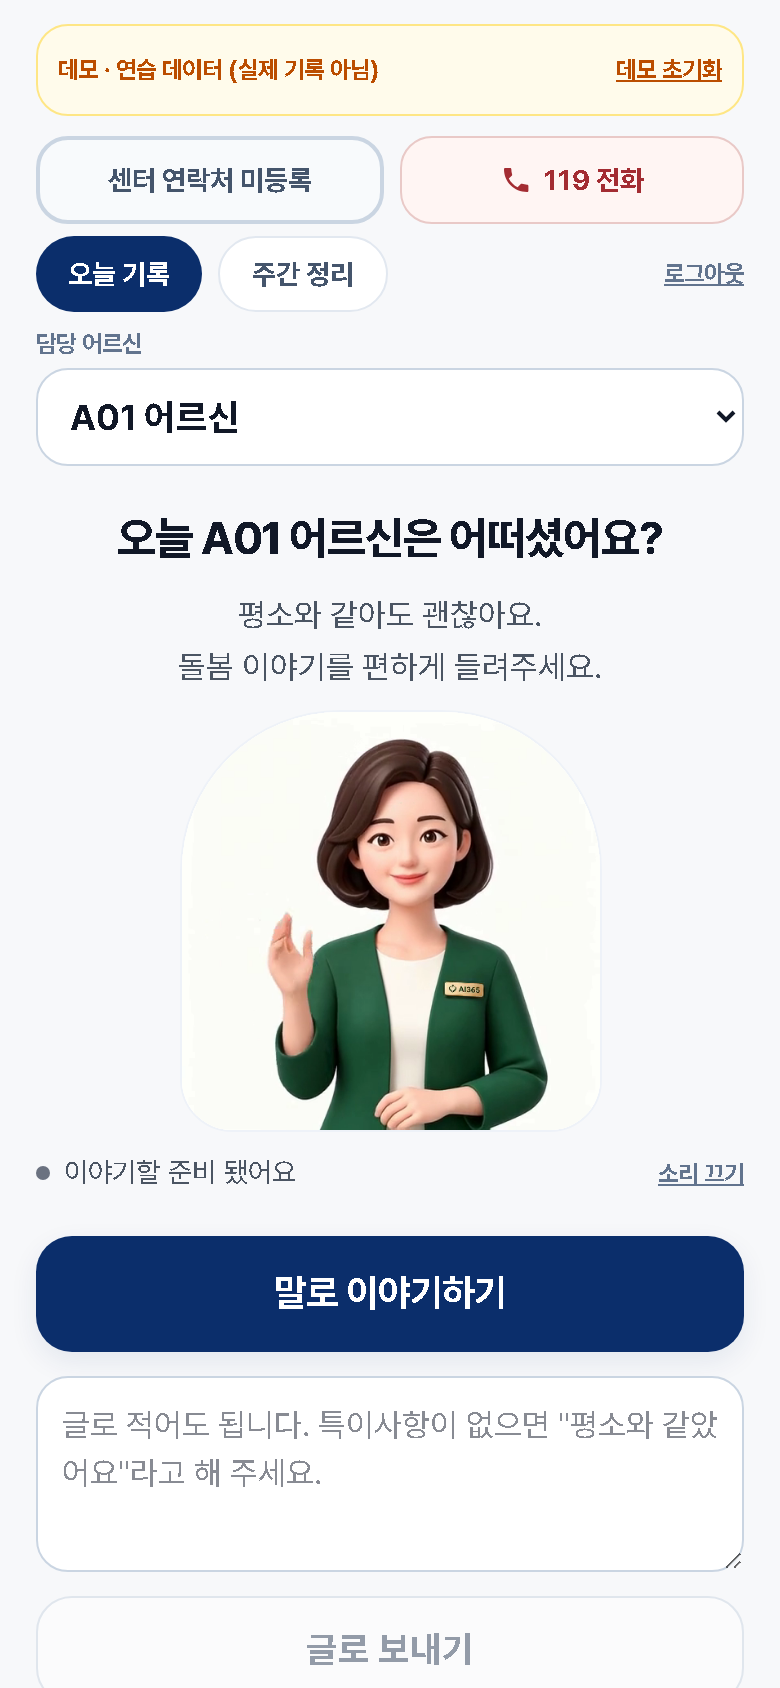 데모 · 연습 데이터 (실제 기록 아님) 데모 초기화
센터 연락처 미등록 119 전화
오늘 기록 주간 정리 로그아웃
담당 어르신
A01 어르신
오늘 A01 어르신은 어떠셨어요?
평소와 같아도 괜찮아요.
돌봄 이야기를 편하게 들려주세요.
AI365
이야기할 준비 됐어요 소리 끄기
말로 이야기하기
글로 적어도 됩니다. 특이사항이 없으면 "평소와 같았
어요"라고 해 주세요.
글로 보내기